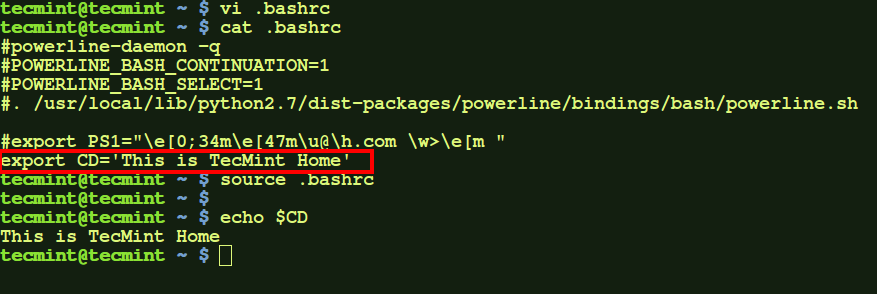 tecmint@tecmint ~ $ vi .bashrc
tecmint@tecmint ~ $ cat .bashrc
#powerline-daemon -q
#POWERLINE_BASH_CONTINUATION=1
#POWERLINE_BASH_SELECT=1
#. /usr/local/lib/python2.7/dist-packages/powerline/bindings/bash/powerline.sh
#export PS1="\e[0;34m\e[47m\u@\h.com \w>\e[m "
export CD='This is TecMint Home'
tecmint@tecmint ~ $ source .bashrc
tecmint@tecmint ~ $
tecmint@tecmint ~ $ echo $CD
This is TecMint Home
tecmint@tecmint ~ $